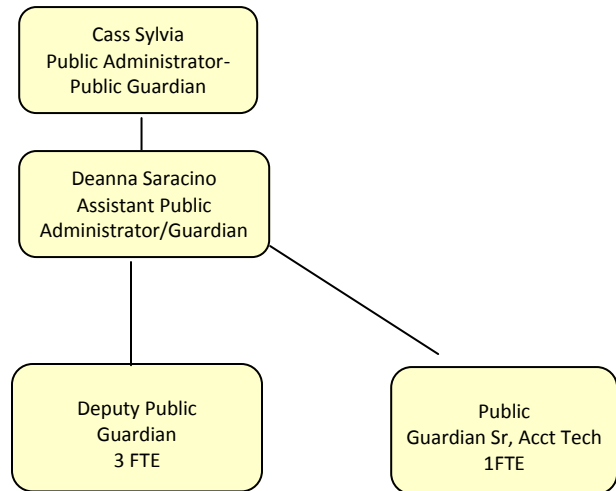 Cass Sylvia
Public Administrator-
Public Guardian
Deanna Saracino
Assistant Public
Administrator/Guardian
Deputy Public
Guardian
3 FTE
Public
Guardian Sr, Acct Tech
1FTE